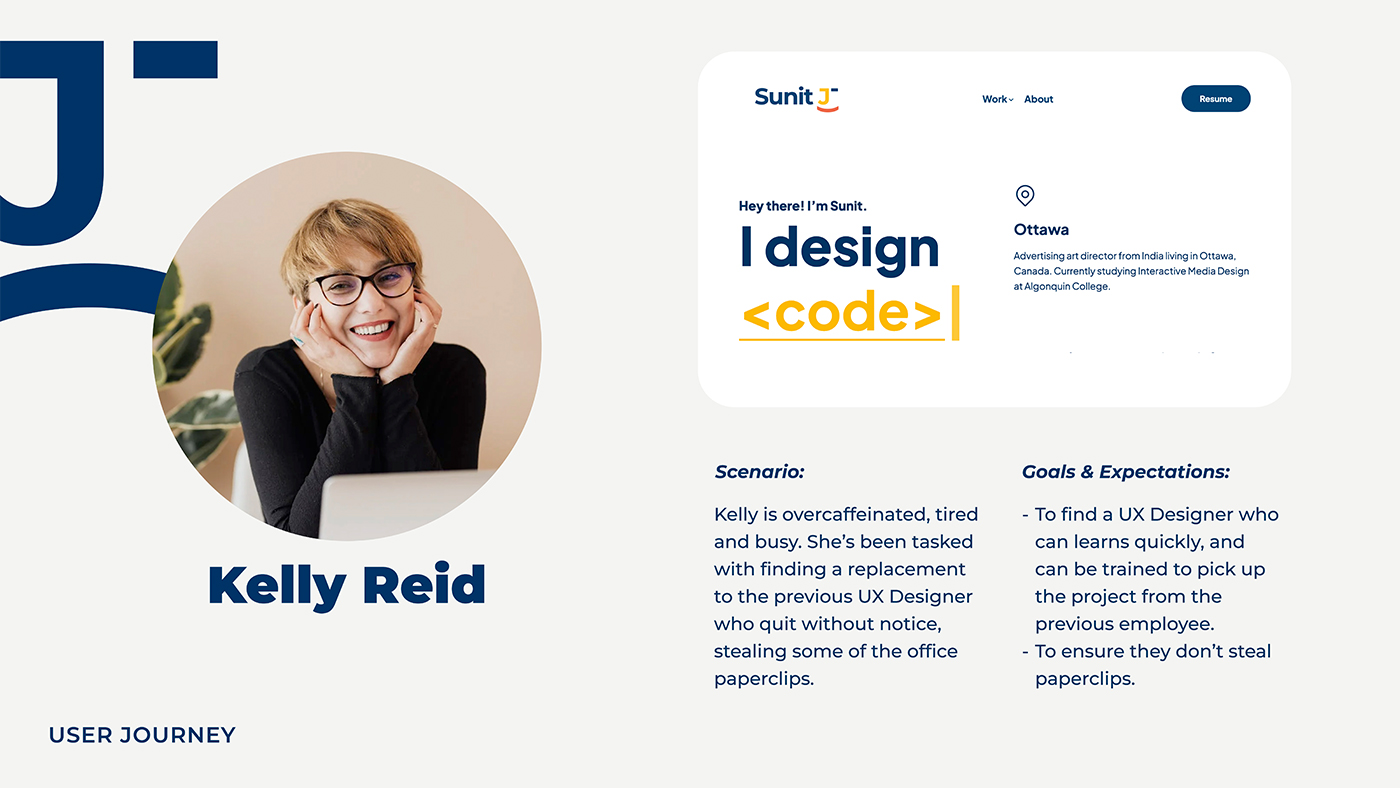 Kelly Reid
USER JOURNEY
Sunit J
Work
About
Resume
Hey there! I'm Sunit.
I design
<code>|
Ottawa
Advertising art director from India living in Ottawa,
Canada. Currently studying Interactive Media Design
at Algonquin College.
Scenario:
Kelly is overcaffeinated, tired
and busy. She's been tasked
with finding a replacement
to the previous UX Designer
who quit without notice,
stealing some of the office
paperclips.
Goals & Expectations:
- To find a UX Designer who
can learns quickly, and
can be trained to pick up
the project from the
previous employee.
- To ensure they don't steal
paperclips.